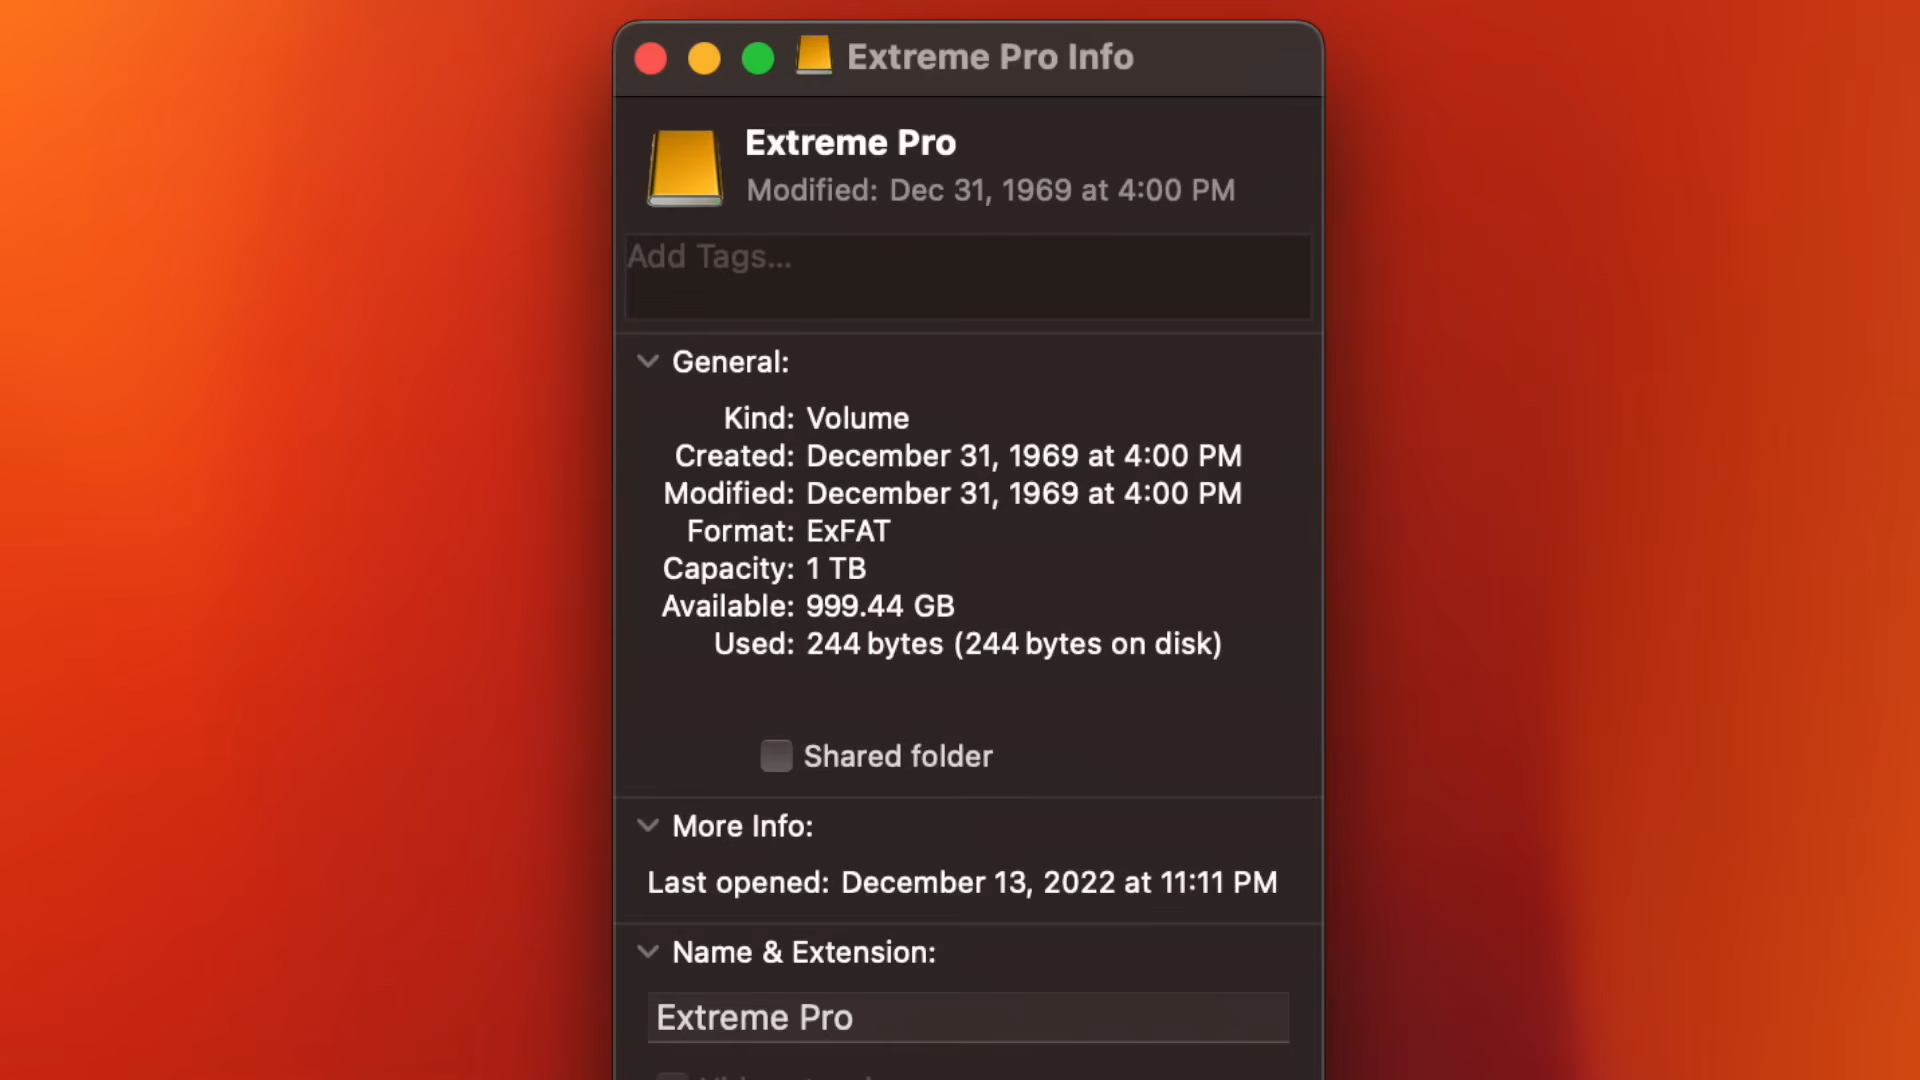 Extreme Pro Info
Extreme Pro
Modified: Dec 31, 1969 at 4:00 PM
Add Tags...
General:
Kind: Volume
Created: December 31, 1969 at 4:00 PM
Modified: December 31, 1969 at 4:00 PM
Format: ExFAT
Capacity: 1 TB
Available: 999.44 GB
Used: 244 bytes (244 bytes on disk)
Shared folder
More Info:
Last opened: December 13, 2022 at 11:11 PM
Name & Extension:
Extreme Pro